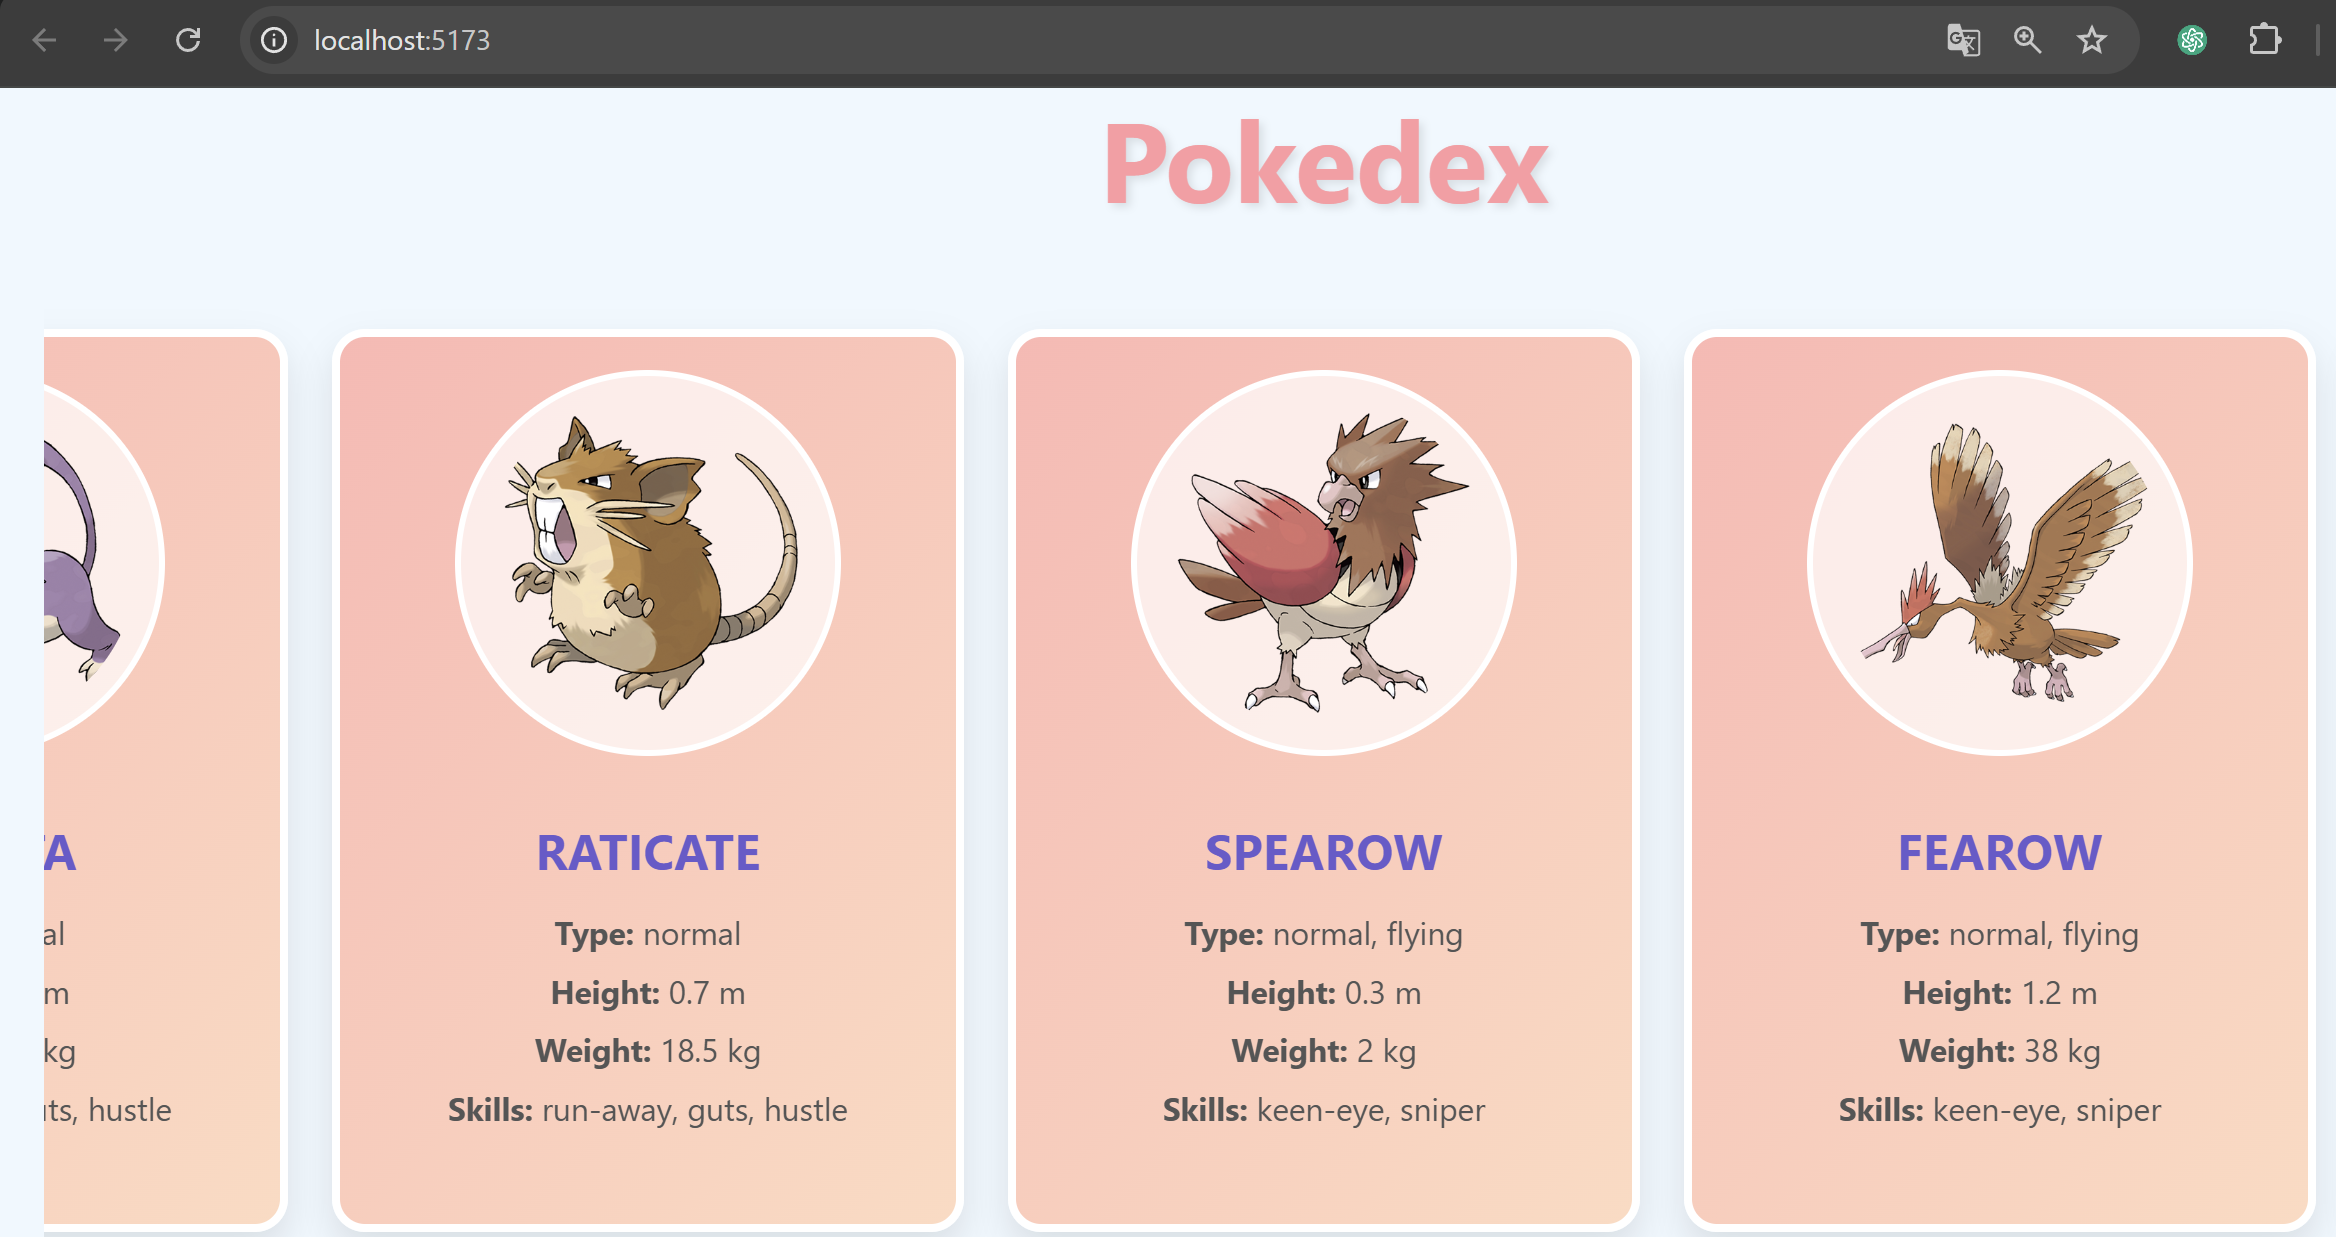 localhost:5173
Pokedex
TA
al
m
kg
uts, hustle
RATICATE
Type: normal
Height: 0.7 m
Weight: 18.5 kg
Skills: run-away, guts, hustle
SPEAROW
Type: normal, flying
Height: 0.3 m
Weight: 2 kg
Skills: keen-eye, sniper
FEAROW
Type: normal, flying
Height: 1.2 m
Weight: 38 kg
Skills: keen-eye, sniper